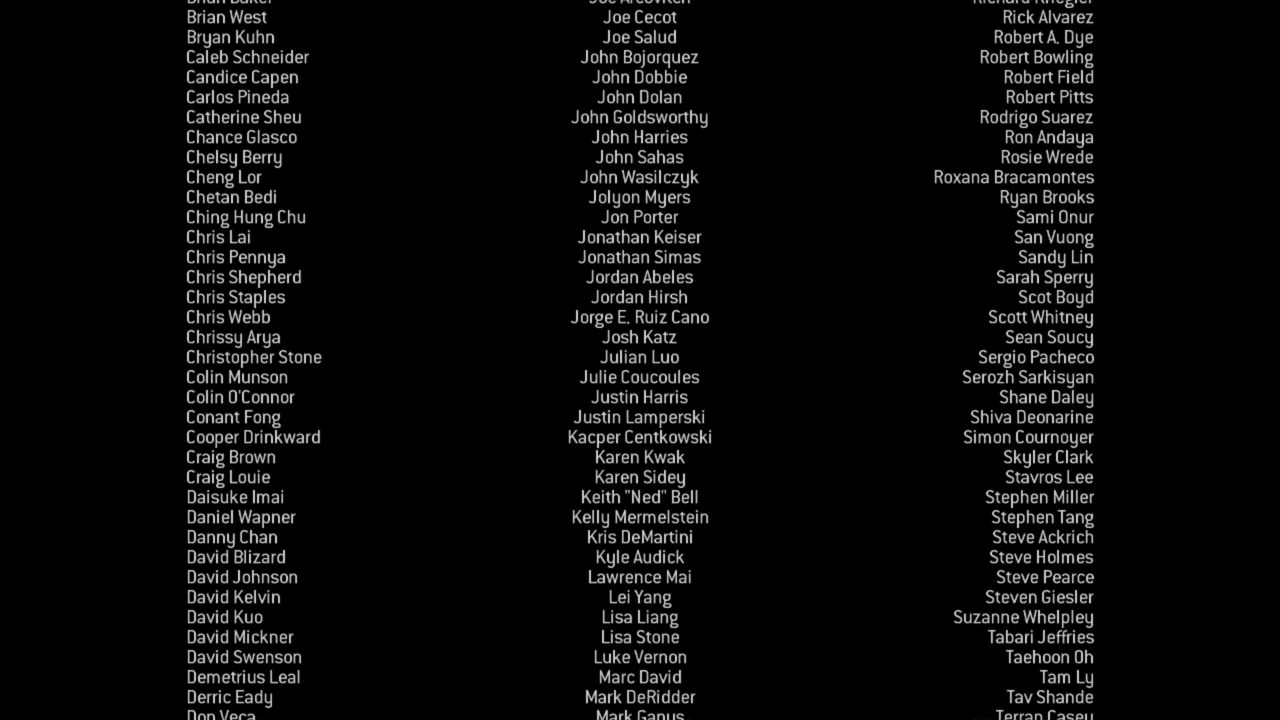 Brian Baker
Brian West
Bryan Kuhn
Caleb Schneider
Candice Capen
Carlos Pineda
Catherine Sheu
Chance Glasco
Chelsy Berry
Cheng Lor
Chetan Bedi
Ching Hung Chu
Chris Lai
Chris Pennya
Chris Shepherd
Chris Staples
Chris Webb
Chrissy Arya
Christopher Stone
Colin Munson
Colin O'Connor
Conant Fong
Cooper Drinkward
Craig Brown
Craig Louie
Daisuke Imai
Daniel Wapner
Danny Chan
David Blizard
David Johnson
David Kelvin
David Kuo
David Mickner
David Swenson
Demetrius Leal
Derric Eady
Don Veca
Joe
Joe Cecot
Joe Salud
John Bojorquez
John Dobbie
John Dolan
John Goldsworthy
John Harries
John Sahas
John Wasilczyk
Jolyon Myers
Jon Porter
Jonathan Keiser
Jonathan Simas
Jordan Abeles
Jordan Hirsh
Jorge E. Ruiz Cano
Josh Katz
Julian Luo
Julie Coucoules
Justin Harris
Justin Lamperski
Kacper Centkowski
Karen Kwak
Karen Sidey
Keith "Ned" Bell
Kelly Mermelstein
Kris DeMartini
Kyle Audick
Lawrence Mai
Lei Yang
Lisa Liang
Lisa Stone
Luke Vernon
Marc David
Mark DeRidder
Mark Ganus
Richard Kriegler
Rick Alvarez
Robert A. Dye
Robert Bowling
Robert Field
Robert Pitts
Rodrigo Suarez
Ron Andaya
Rosie Wrede
Roxana Bracamontes
Ryan Brooks
Sami Onur
San Vuong
Sandy Lin
Sarah Sperry
Scot Boyd
Scott Whitney
Sean Soucy
Sergio Pacheco
Serozh Sarkisyan
Shane Daley
Shiva Deonarine
Simon Cournoyer
Skyler Clark
Stavros Lee
Stephen Miller
Stephen Tang
Steve Ackrich
Steve Holmes
Steve Pearce
Steven Giesler
Suzanne Whelpley
Tabari Jeffries
Taehoon Oh
Tam Ly
Tav Shande
Terran Casey